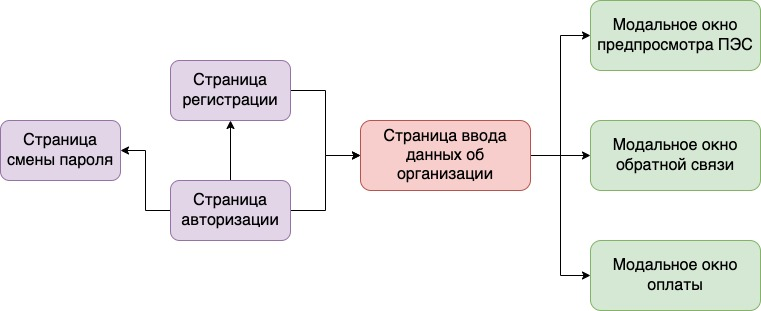 Страница
смены пароля
Страница
регистрации
Страница
авторизации
Страница ввода
данных об
организации
Модальное окно
предпросмотра ПЭС
Модальное окно
обратной связи
Модальное окно
оплаты